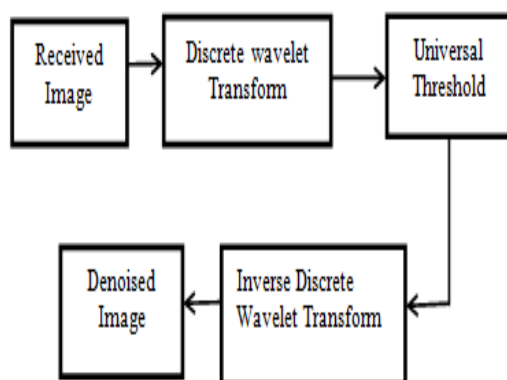 Received
Image
Discrete wavelet
Transform
Universal
Threshold
Denoised
Image
Inverse Discrete
Wavelet Transform